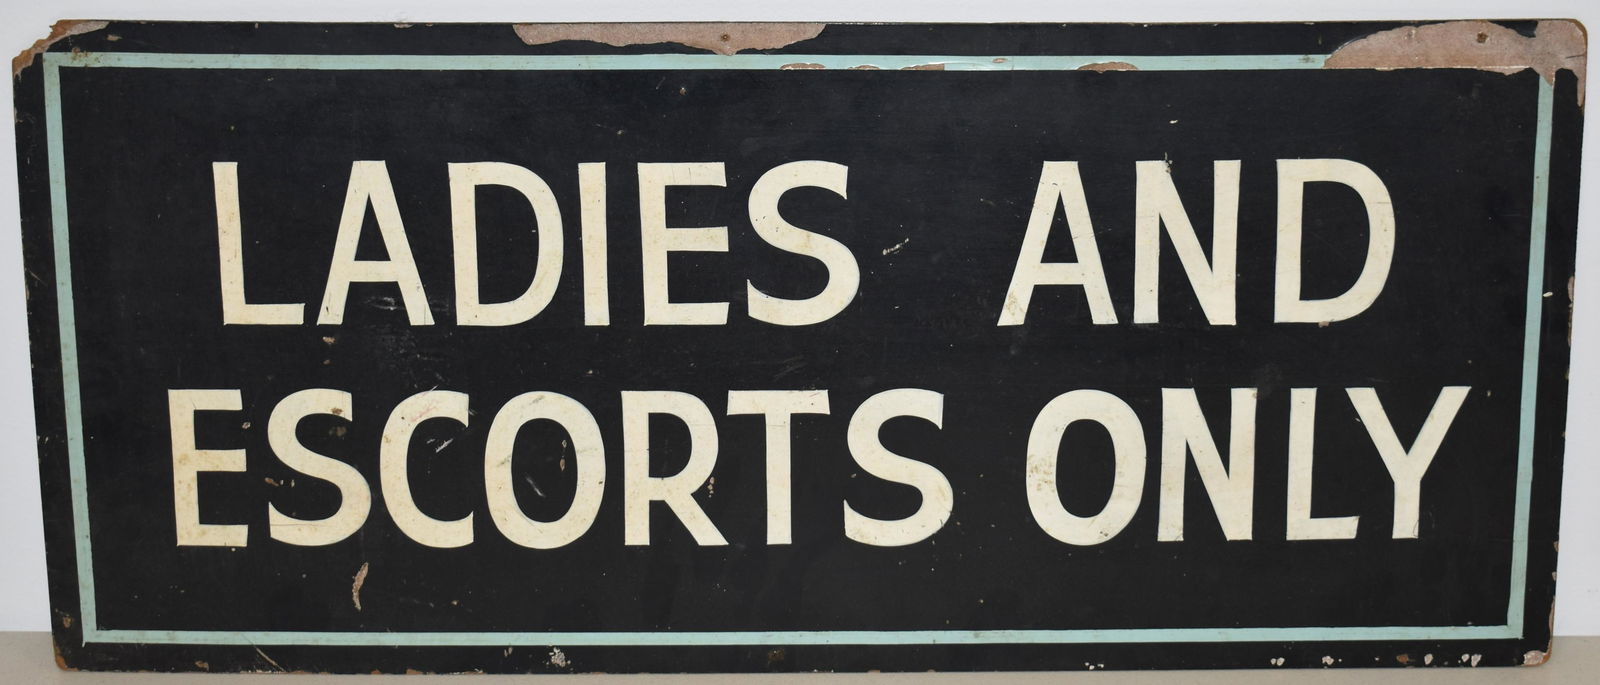 LADIES AND
ESCORTS ONLY